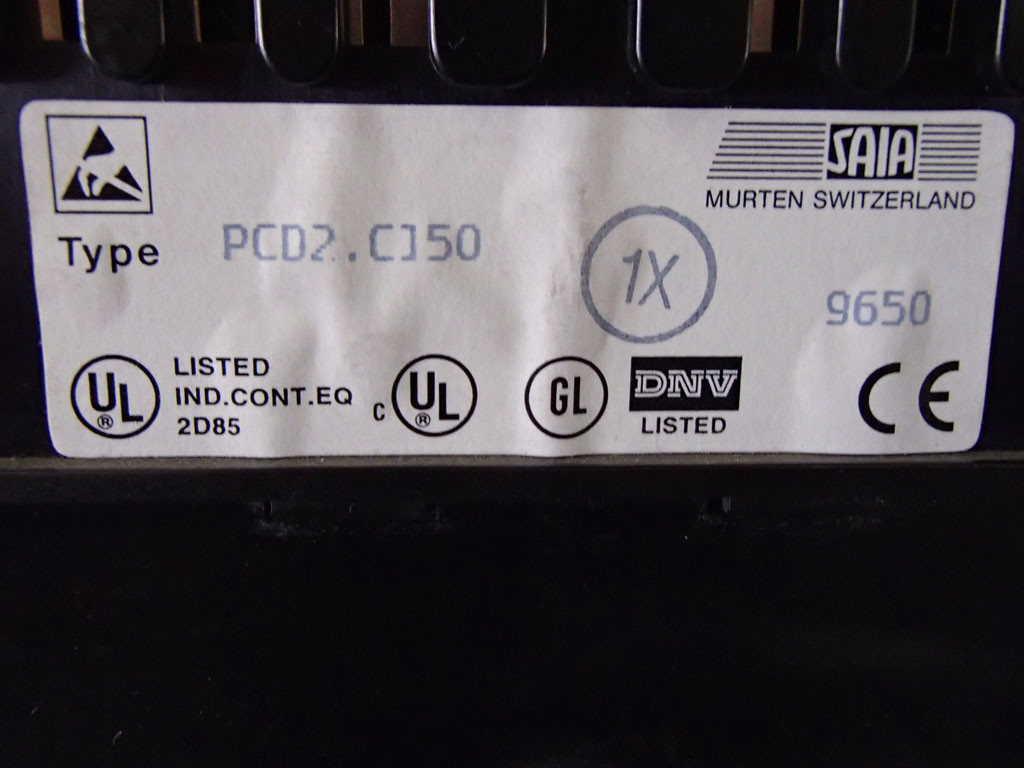 SAIA
MURTEN SWITZERLAND
Type PCD2.C150
1X
9650
UL ®
LISTED
IND.CONT.EQ
2D85
C UL ®
GL
DNV
LISTED
CE